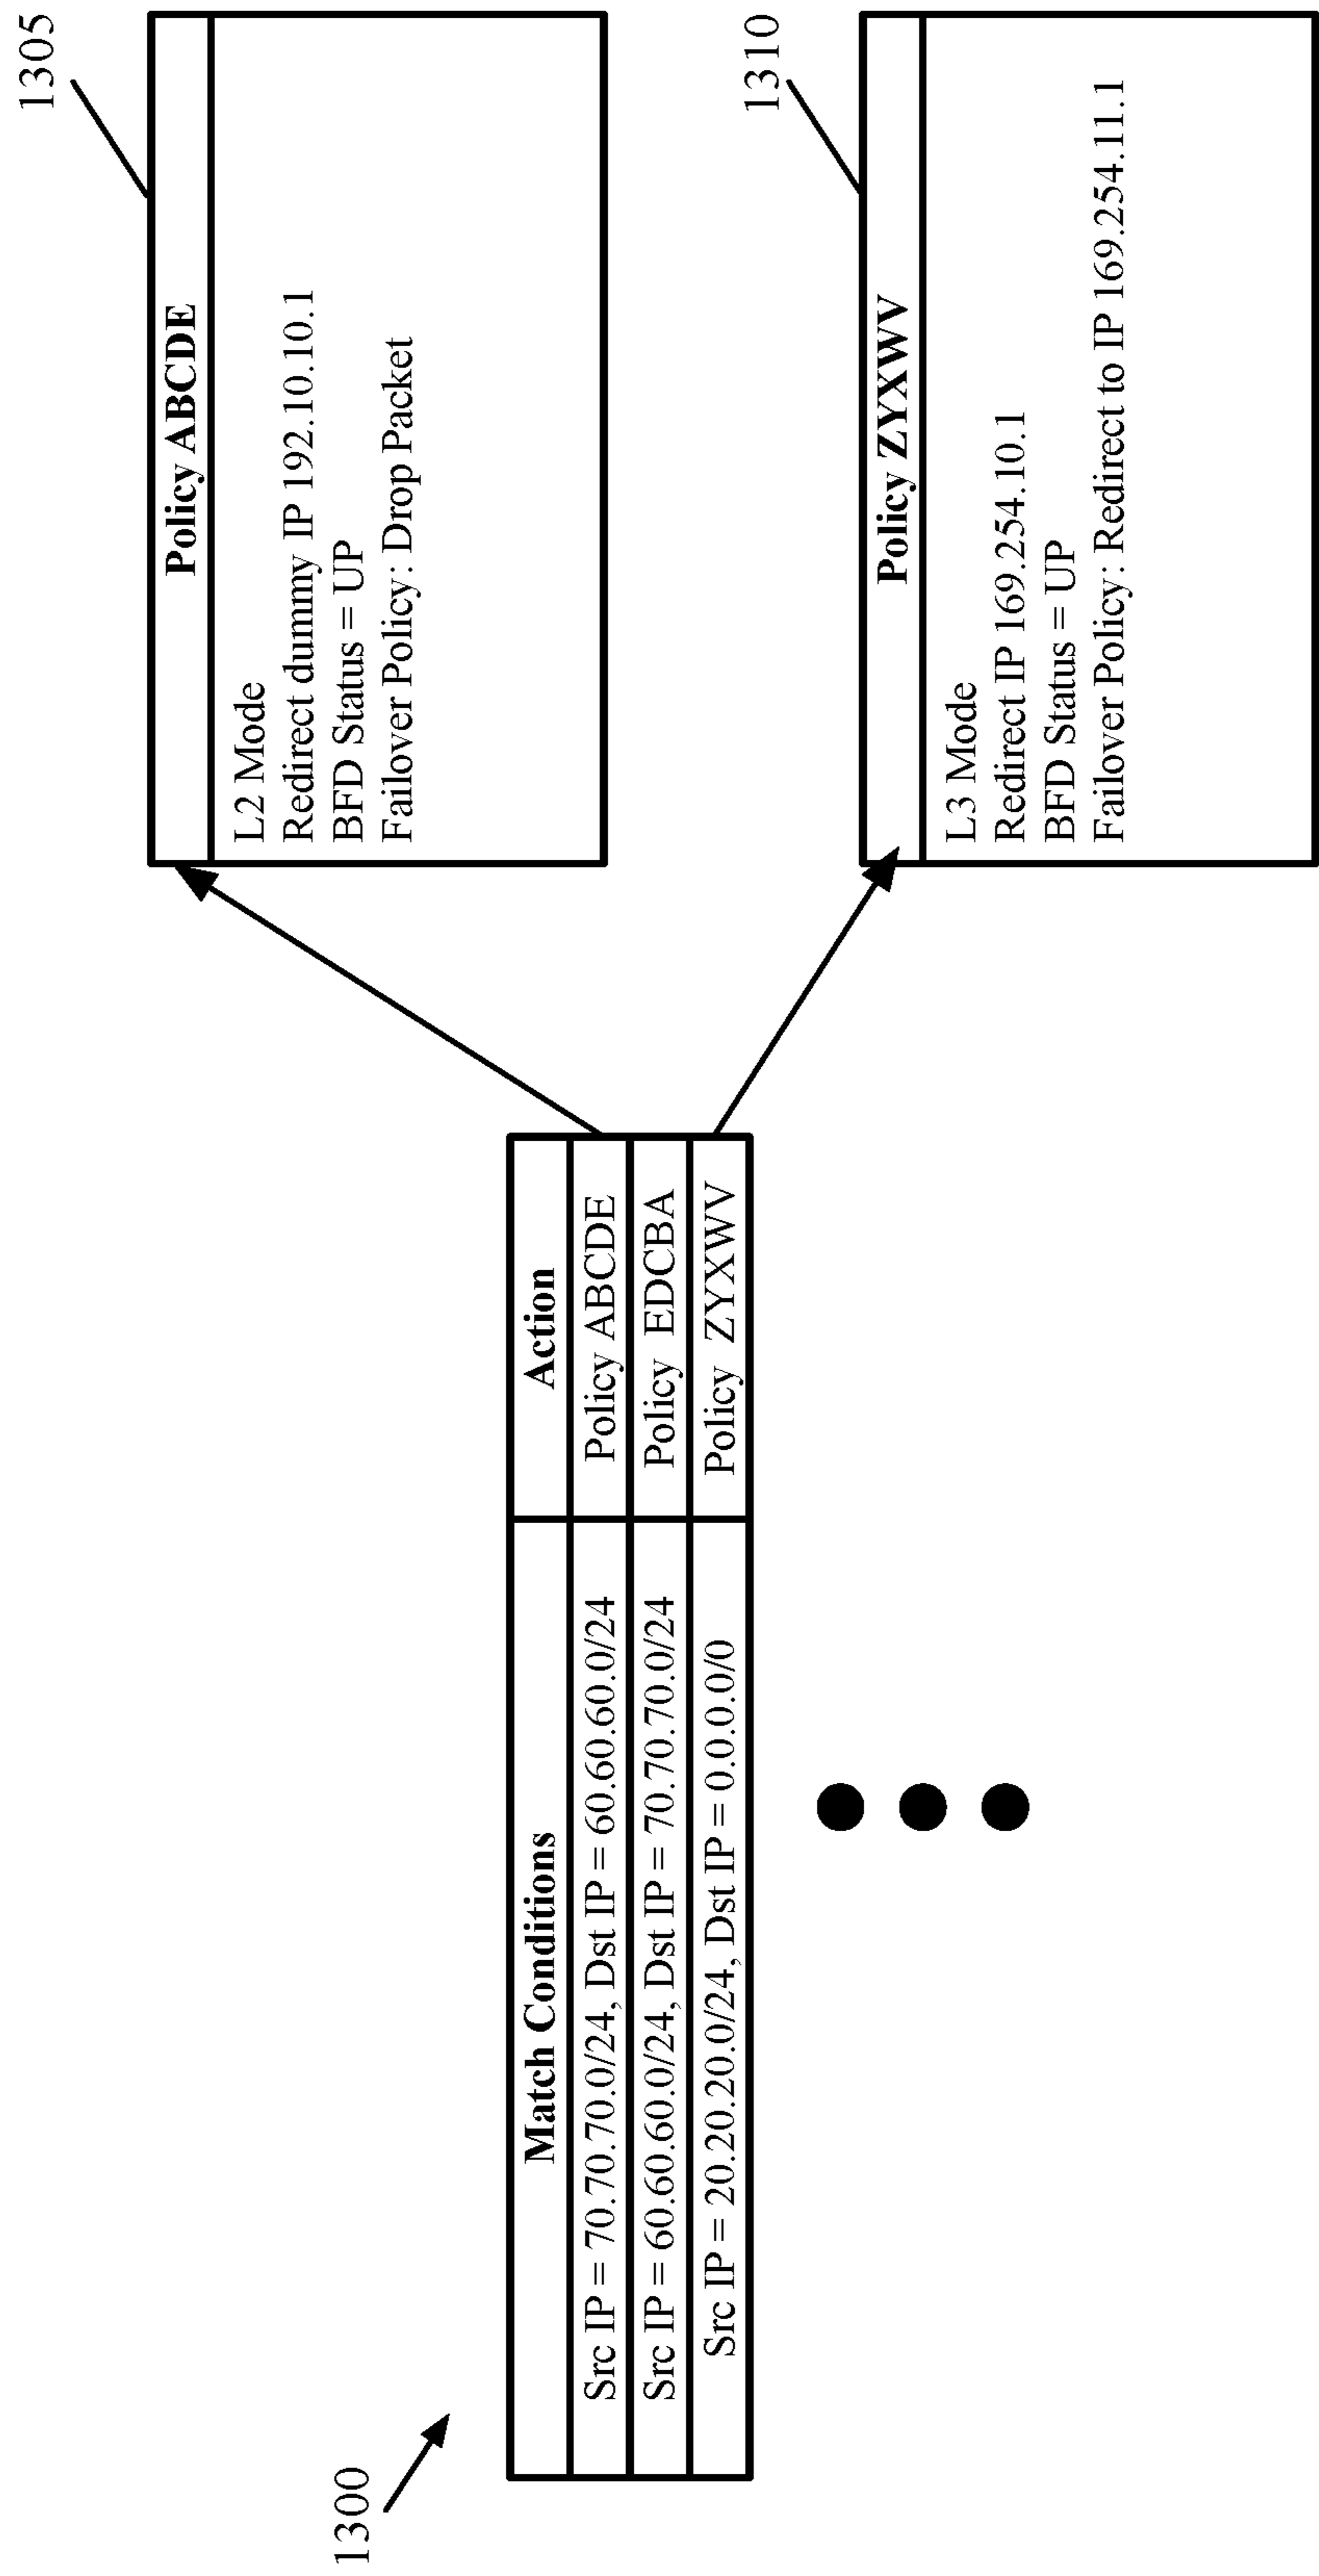 1300
Match Conditions Action
Src IP = 70.70.70.0/24, Dst IP = 60.60.60.0/24 Policy ABCDE
Src IP = 60.60.60.0/24, Dst IP = 70.70.70.0/24 Policy EDCBA
Src IP = 20.20.20.0/24, Dst IP = 0.0.0.0/0 Policy ZYXWV
1305
Policy ABCDE
L2 Mode
Redirect dummy IP 192.10.10.1
BFD Status = UP
Failover Policy: Drop Packet
1310
Policy ZYXWV
L3 Mode
Redirect IP 169.254.10.1
BFD Status = UP
Failover Policy: Redirect to IP 169.254.11.1